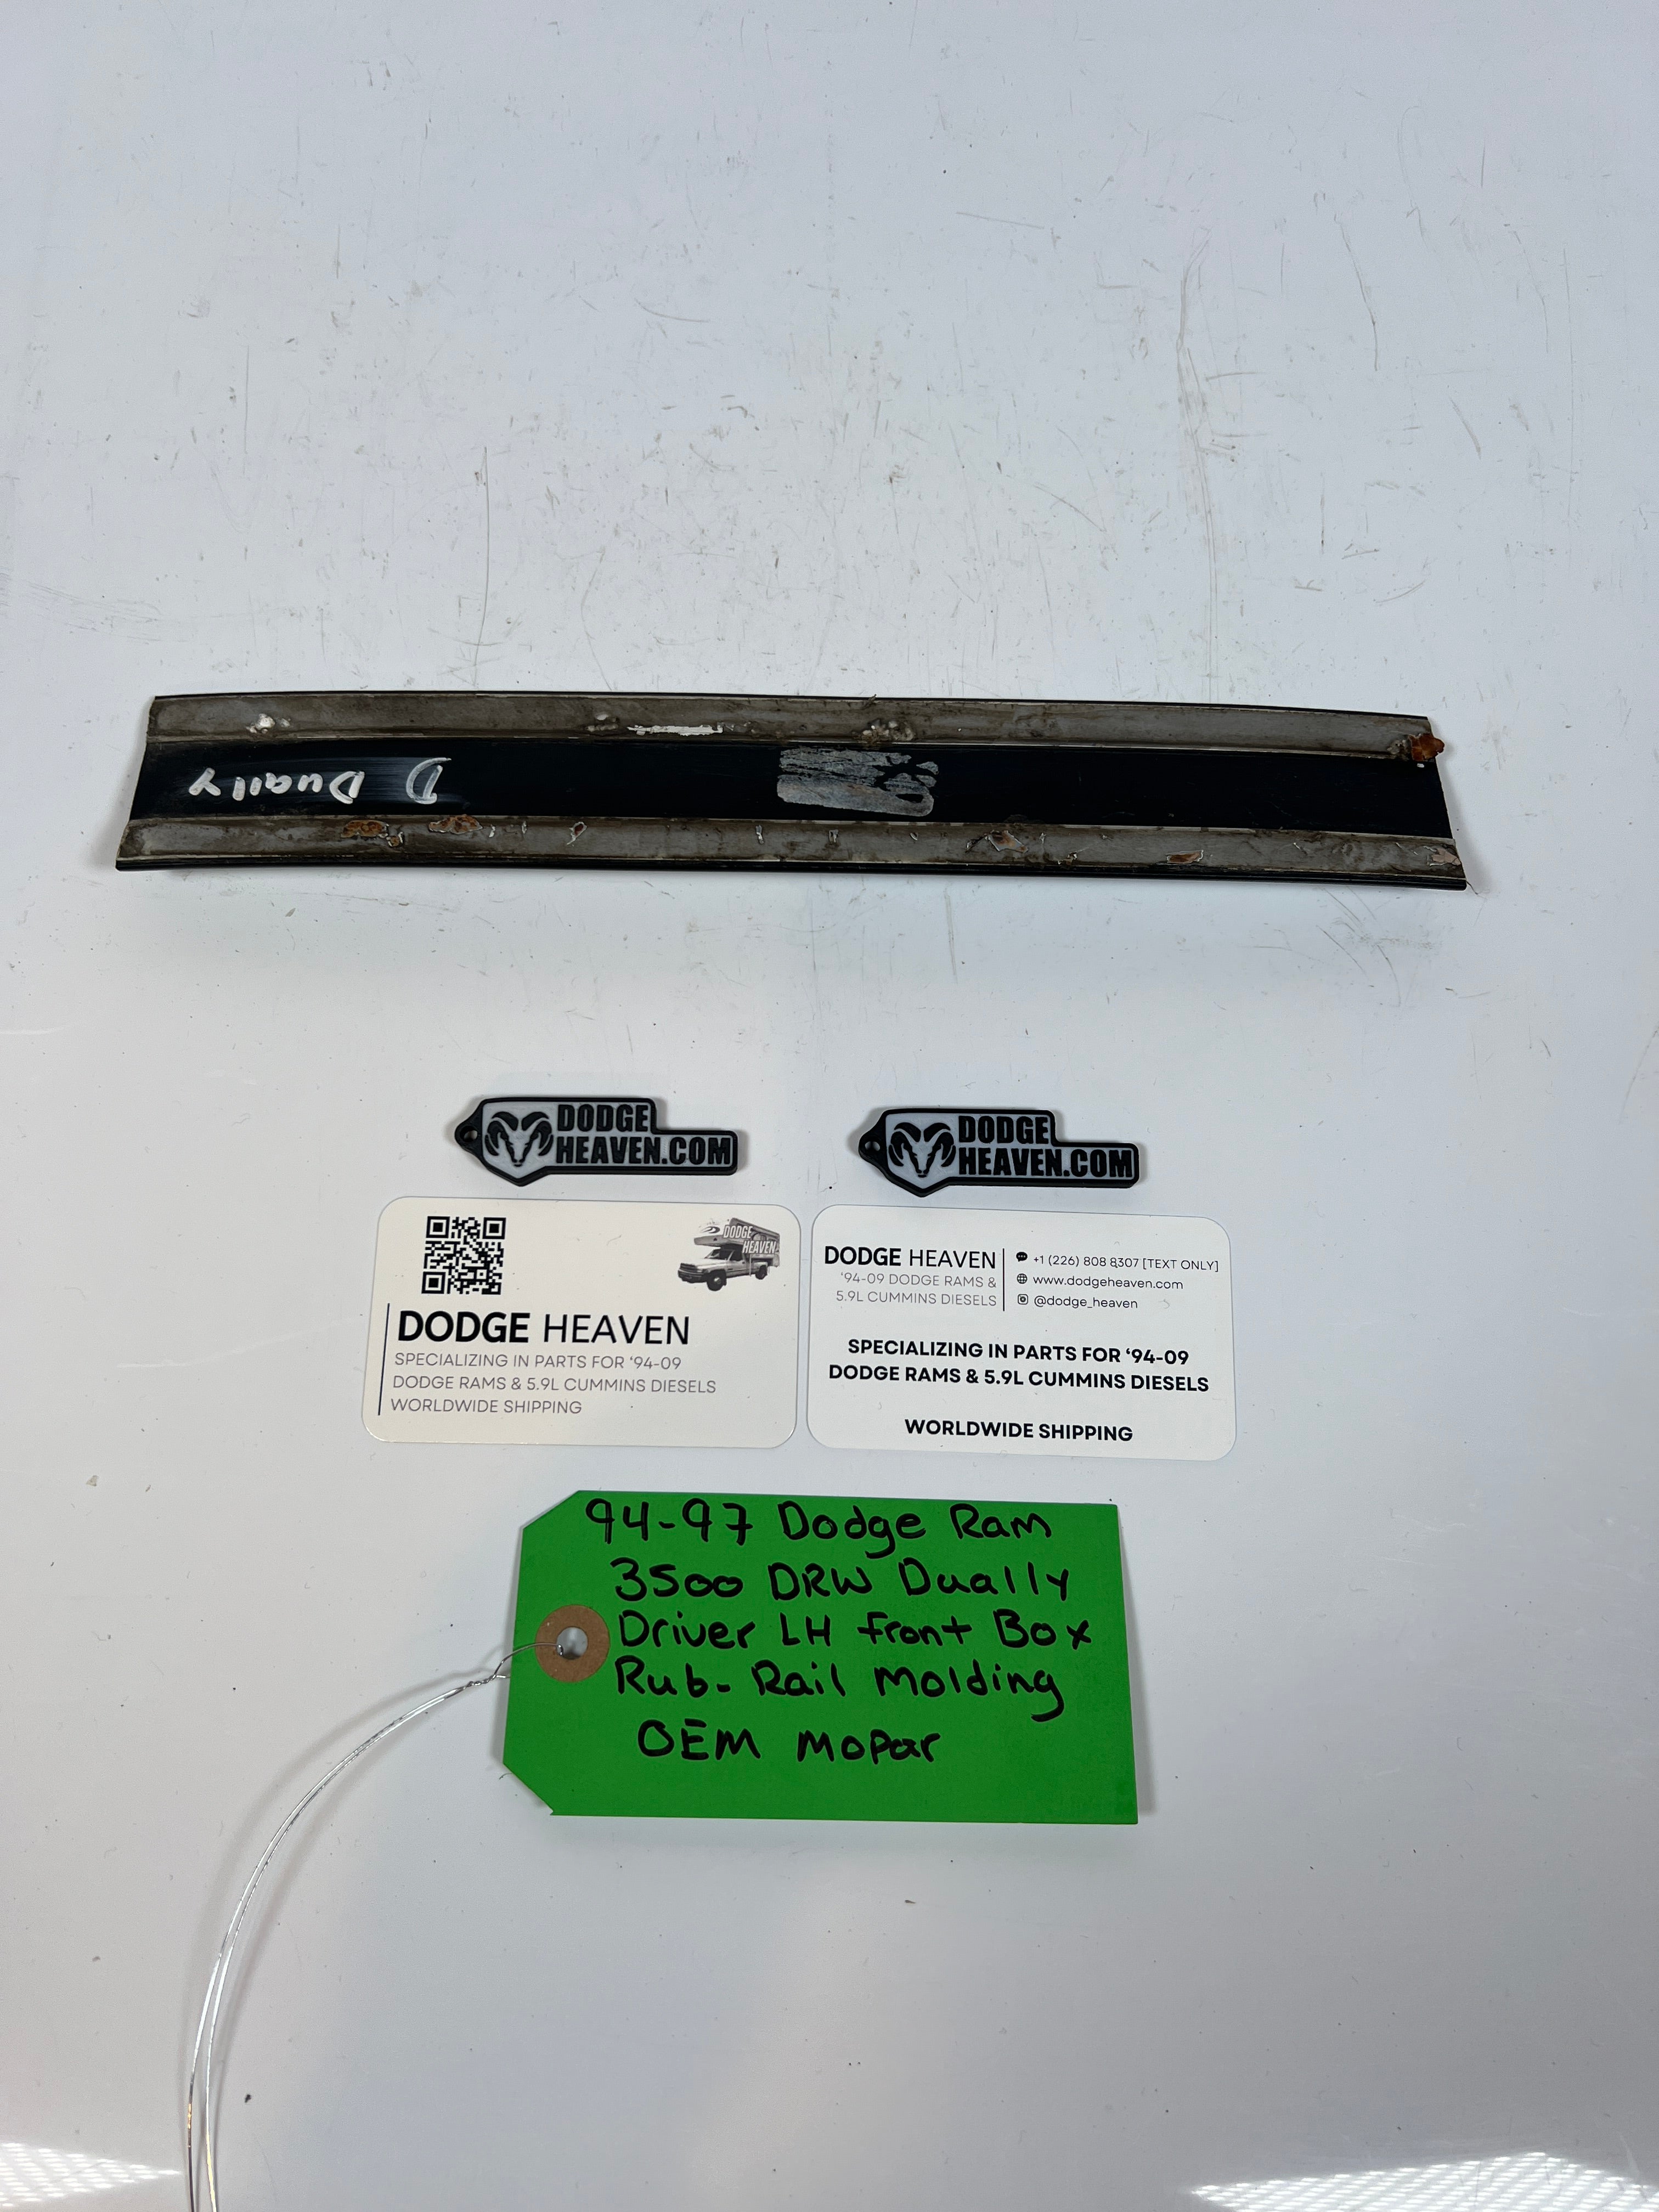 D Dually
DODGE
HEAVEN.COM
DODGE
HEAVEN.COM
DODGE
HEAVEN
DODGE HEAVEN
SPECIALIZING IN PARTS FOR '94-09
DODGE RAMS & 5.9L CUMMINS DIESELS
WORLDWIDE SHIPPING
DODGE HEAVEN
'94-09 DODGE RAMS &
5.9L CUMMINS DIESELS
+1 (226) 808 8307 [TEXT ONLY]
www.dodgeheaven.com
@dodge_heaven
SPECIALIZING IN PARTS FOR '94-09
DODGE RAMS & 5.9L CUMMINS DIESELS
WORLDWIDE SHIPPING
94-97 Dodge Ram
3500 DRW Dually
Driver LH Front Box
Rub-Rail Molding
OEM Mopar